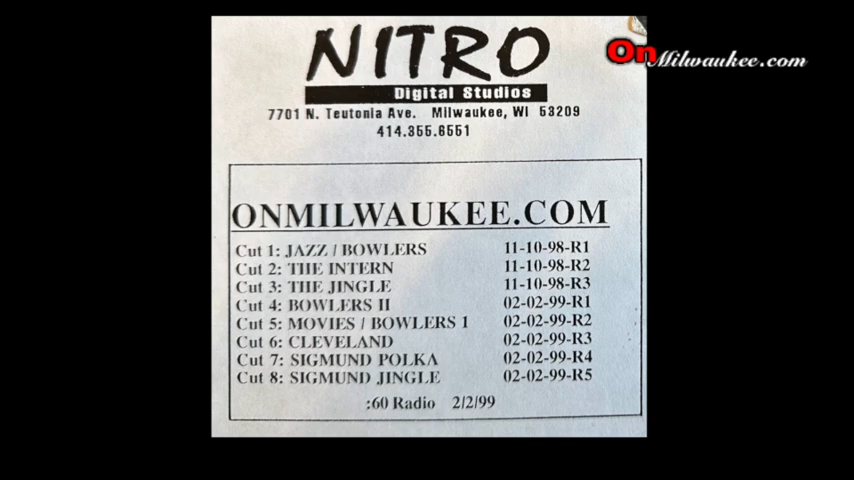 NITRO
Digital Studios
7701 N. Teutonia Ave. Milwaukee, WI 53209
414.355.6551
OnMilwaukee.com
ONMILWAUKEE.COM
Cut 1: JAZZ / BOWLERS 11-10-98-R1
Cut 2: THE INTERN 11-10-98-R2
Cut 3: THE JINGLE 11-10-98-R3
Cut 4: BOWLERS II 02-02-99-R1
Cut 5: MOVIES / BOWLERS 1 02-02-99-R2
Cut 6: CLEVELAND 02-02-99-R3
Cut 7: SIGMUND POLKA 02-02-99-R4
Cut 8: SIGMUND JINGLE 02-02-99-R5
:60 Radio 2/2/99